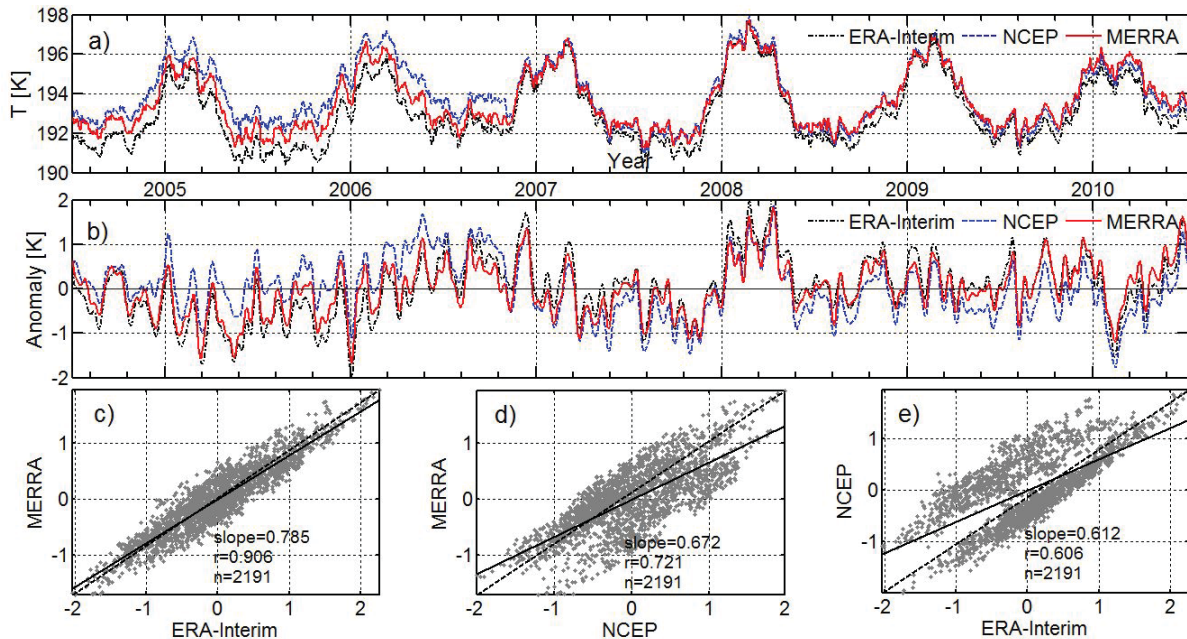 198
a)
ERA-Interim NCEP MERRA
196
T [K]
194
192
190
Year
2005 2006 2007 2008 2009 2010
2
b)
ERA-Interim NCEP MERRA
1
Anomaly [K]
0
-1
-2
c)
1
MERRA
0
-1
slope=0.785
r=0.906
n=2191
-2 -1 0 1 2
ERA-Interim
d)
1
MERRA
0
-1
slope=0.672
r=0.721
n=2191
-2 -1 0 1 2
NCEP
e)
1
NCEP
0
-1
slope=0.612
r=0.606
n=2191
-2 -1 0 1 2
ERA-Interim